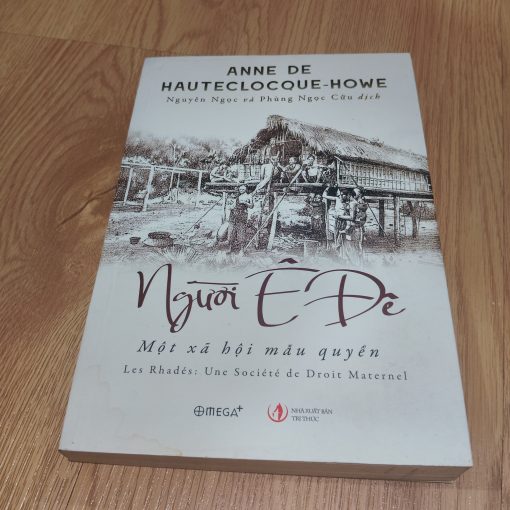 ANNE DE
HAUTECLOCQUE-HOWE
Nguyên Ngọc và Phùng Ngọc Cửu dịch
Người Ê Đê
Một xã hội mẫu quyền
Les Rhadés: Une Société de Droit Maternel
OMEGA+
NHÀ XUẤT BẢN
TRI THỨC